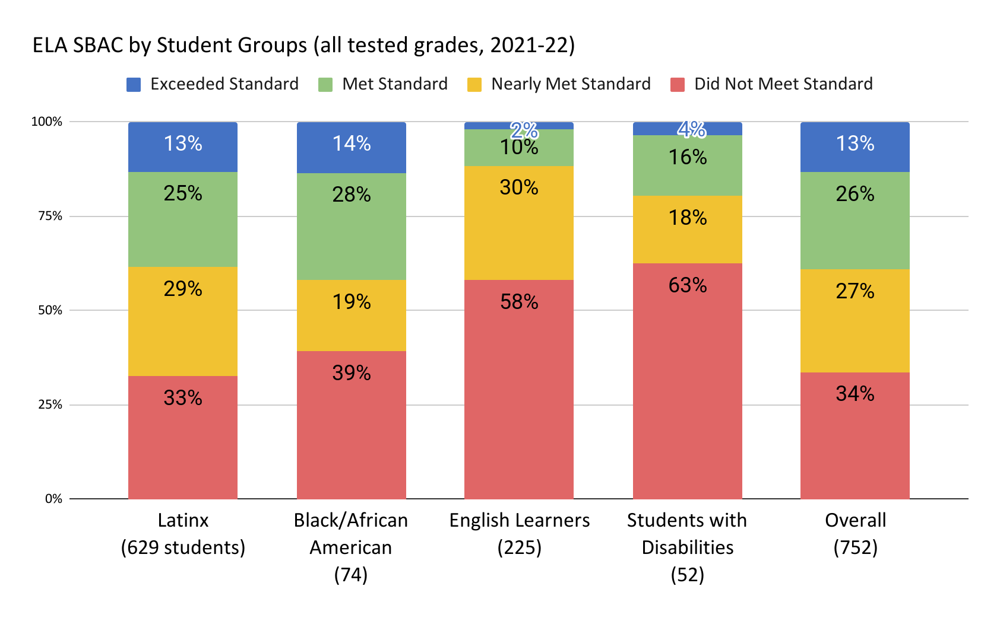 ELA SBAC by Student Groups (all tested grades, 2021-22)
Exceeded Standard Met Standard Nearly Met Standard Did Not Meet Standard
100%
75%
50%
25%
0%
13%
25%
29%
33%
14%
28%
19%
39%
2%
10%
30%
58%
4%
16%
18%
63%
13%
26%
27%
34%
Latinx
(629 students)
Black/African
American
(74)
English Learners
(225)
Students with
Disabilities
(52)
Overall
(752)